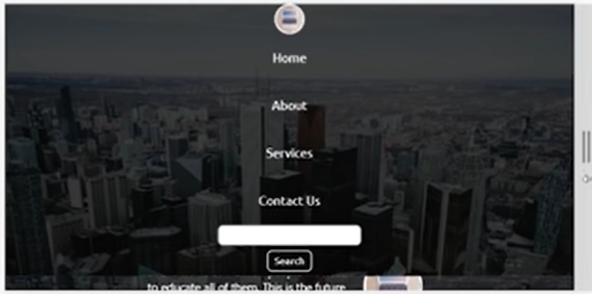 Home
About
Services
Contact Us
Search
to educate all of them. This is the future